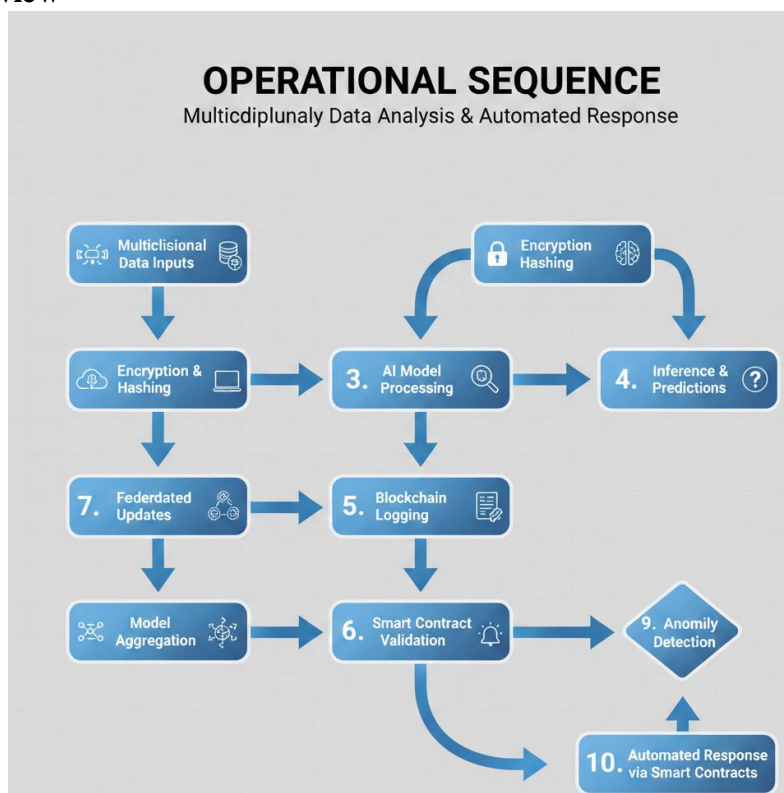 OPERATIONAL SEQUENCE
Multicdiplunaly Data Analysis & Automated Response
Multiclisional
Data Inputs
Encryption
Hashing
Encryption &
Hashing
3. AI Model
Processing
4. Inference &
Predictions
?
7. Federdated
Updates
5. Blockchain
Logging
Model
Aggregation
6. Smart Contract
Validation
9. Anomily
Detection
10. Automated Response
via Smart Contracts